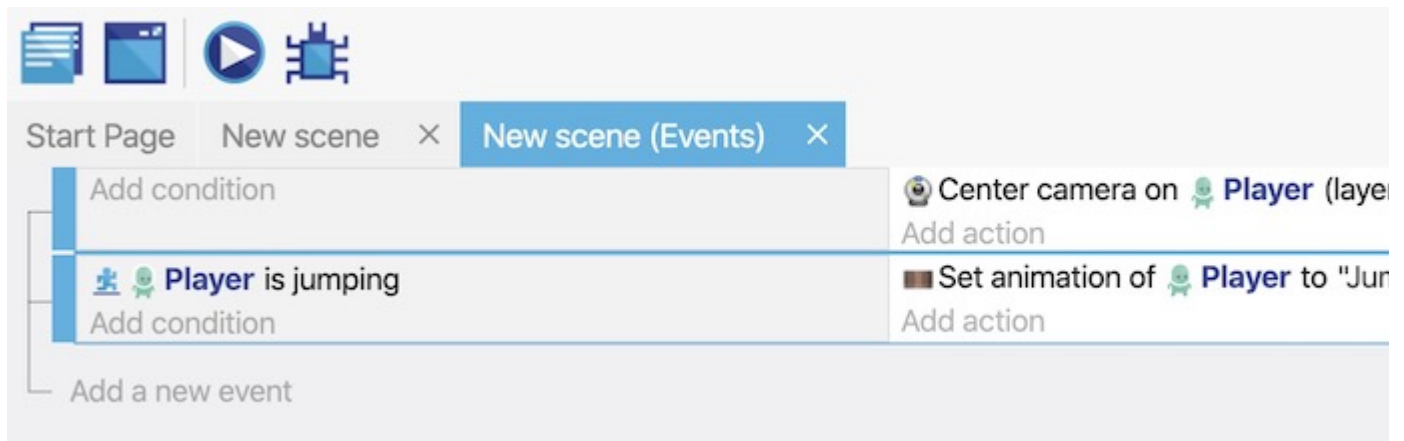 Start Page New scene × New scene (Events) ×
Add condition
Center camera on Player (laye
Add action
Player is jumping
Set animation of Player to "Jum
Add condition
Add action
Add a new event